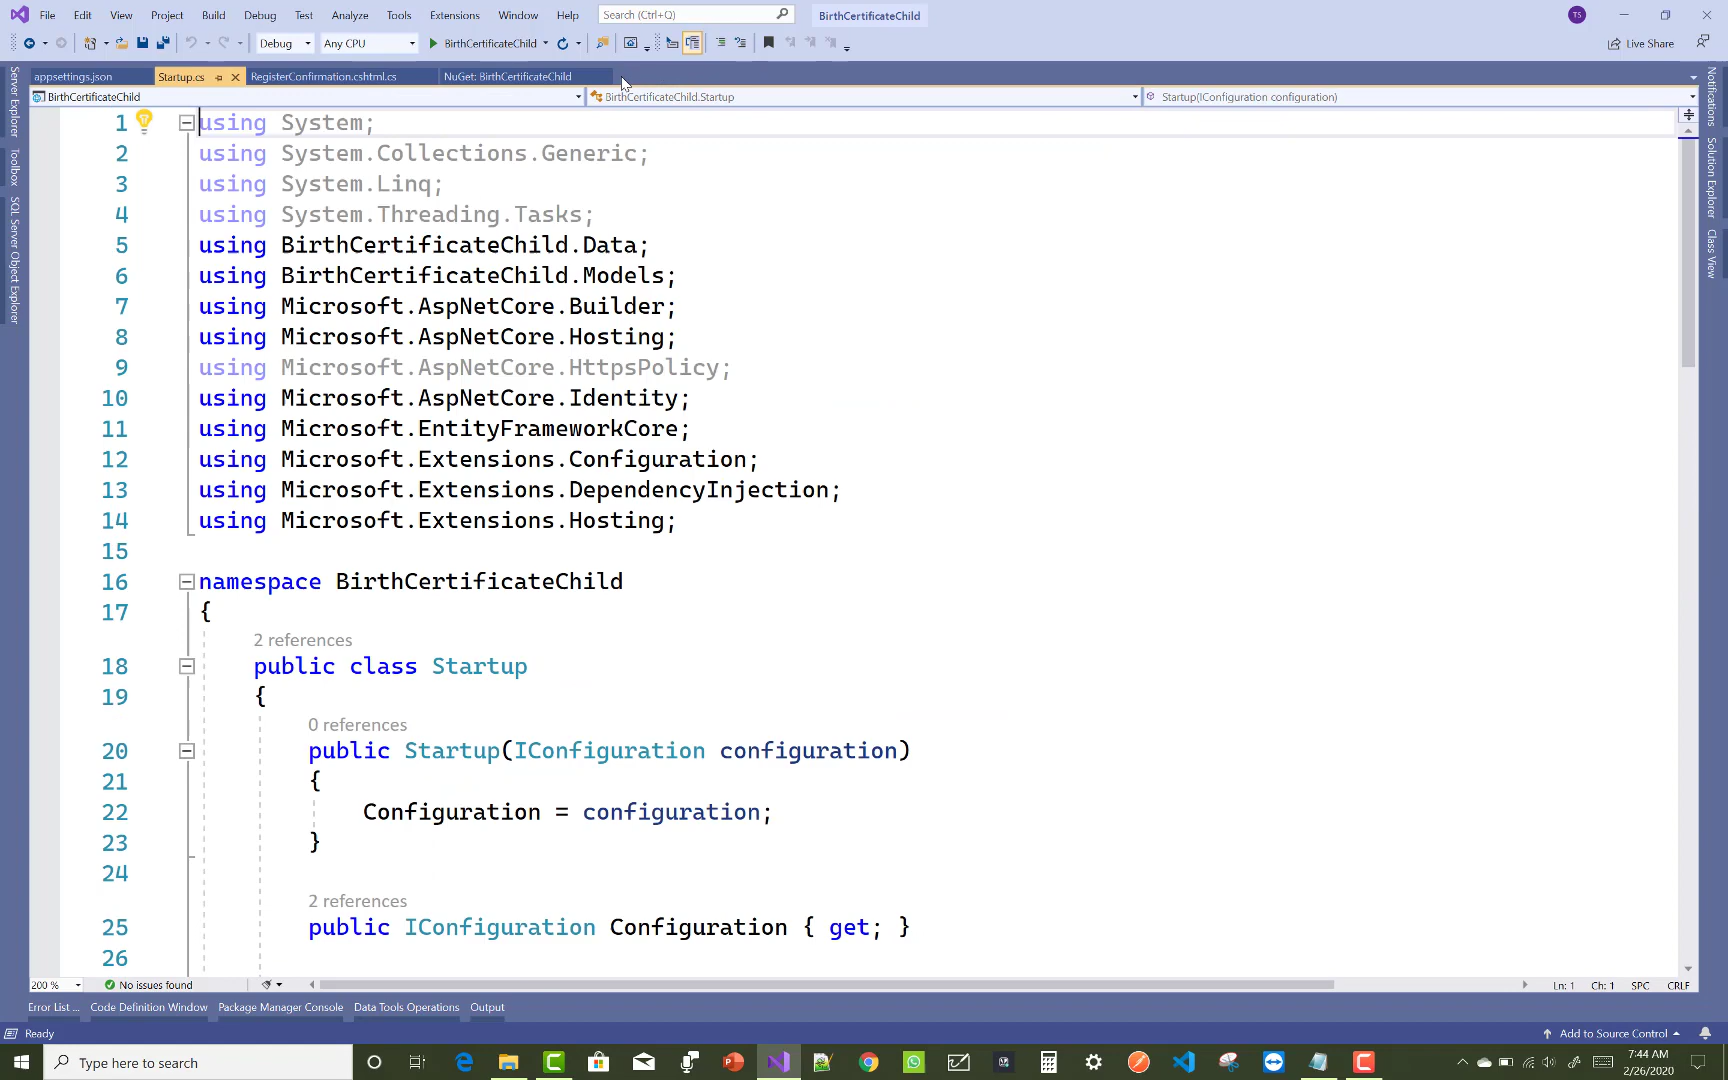 File Edit View Project Build Debug Test Analyze Tools Extensions Window Help Search (Ctrl+Q) BirthCertificateChild TS
Debug Any CPU BirthCertificateChild Live Share
appsettings.json Startup.cs RegisterConfirmation.cshtml.cs NuGet: BirthCertificateChild
BirthCertificateChild BirthCertificateChild.Startup Startup(IConfiguration configuration)
Server Explorer
Toolbox
SQL Server Object Explorer
1 using System;
2 using System.Collections.Generic;
3 using System.Linq;
4 using System.Threading.Tasks;
5 using BirthCertificateChild.Data;
6 using BirthCertificateChild.Models;
7 using Microsoft.AspNetCore.Builder;
8 using Microsoft.AspNetCore.Hosting;
9 using Microsoft.AspNetCore.HttpsPolicy;
10 using Microsoft.AspNetCore.Identity;
11 using Microsoft.EntityFrameworkCore;
12 using Microsoft.Extensions.Configuration;
13 using Microsoft.Extensions.DependencyInjection;
14 using Microsoft.Extensions.Hosting;
15
16 namespace BirthCertificateChild
17 {
2 references
18 public class Startup
19 {
0 references
20 public Startup(IConfiguration configuration)
21 {
22 Configuration = configuration;
23 }
24
2 references
25 public IConfiguration Configuration { get; }
26
Notifications
Solution Explorer
Class View
200 % No issues found Ln: 1 Ch: 1 SPC CRLF
Error List ... Code Definition Window Package Manager Console Data Tools Operations Output
Ready Add to Source Control
Type here to search 7:44 AM
2/26/2020